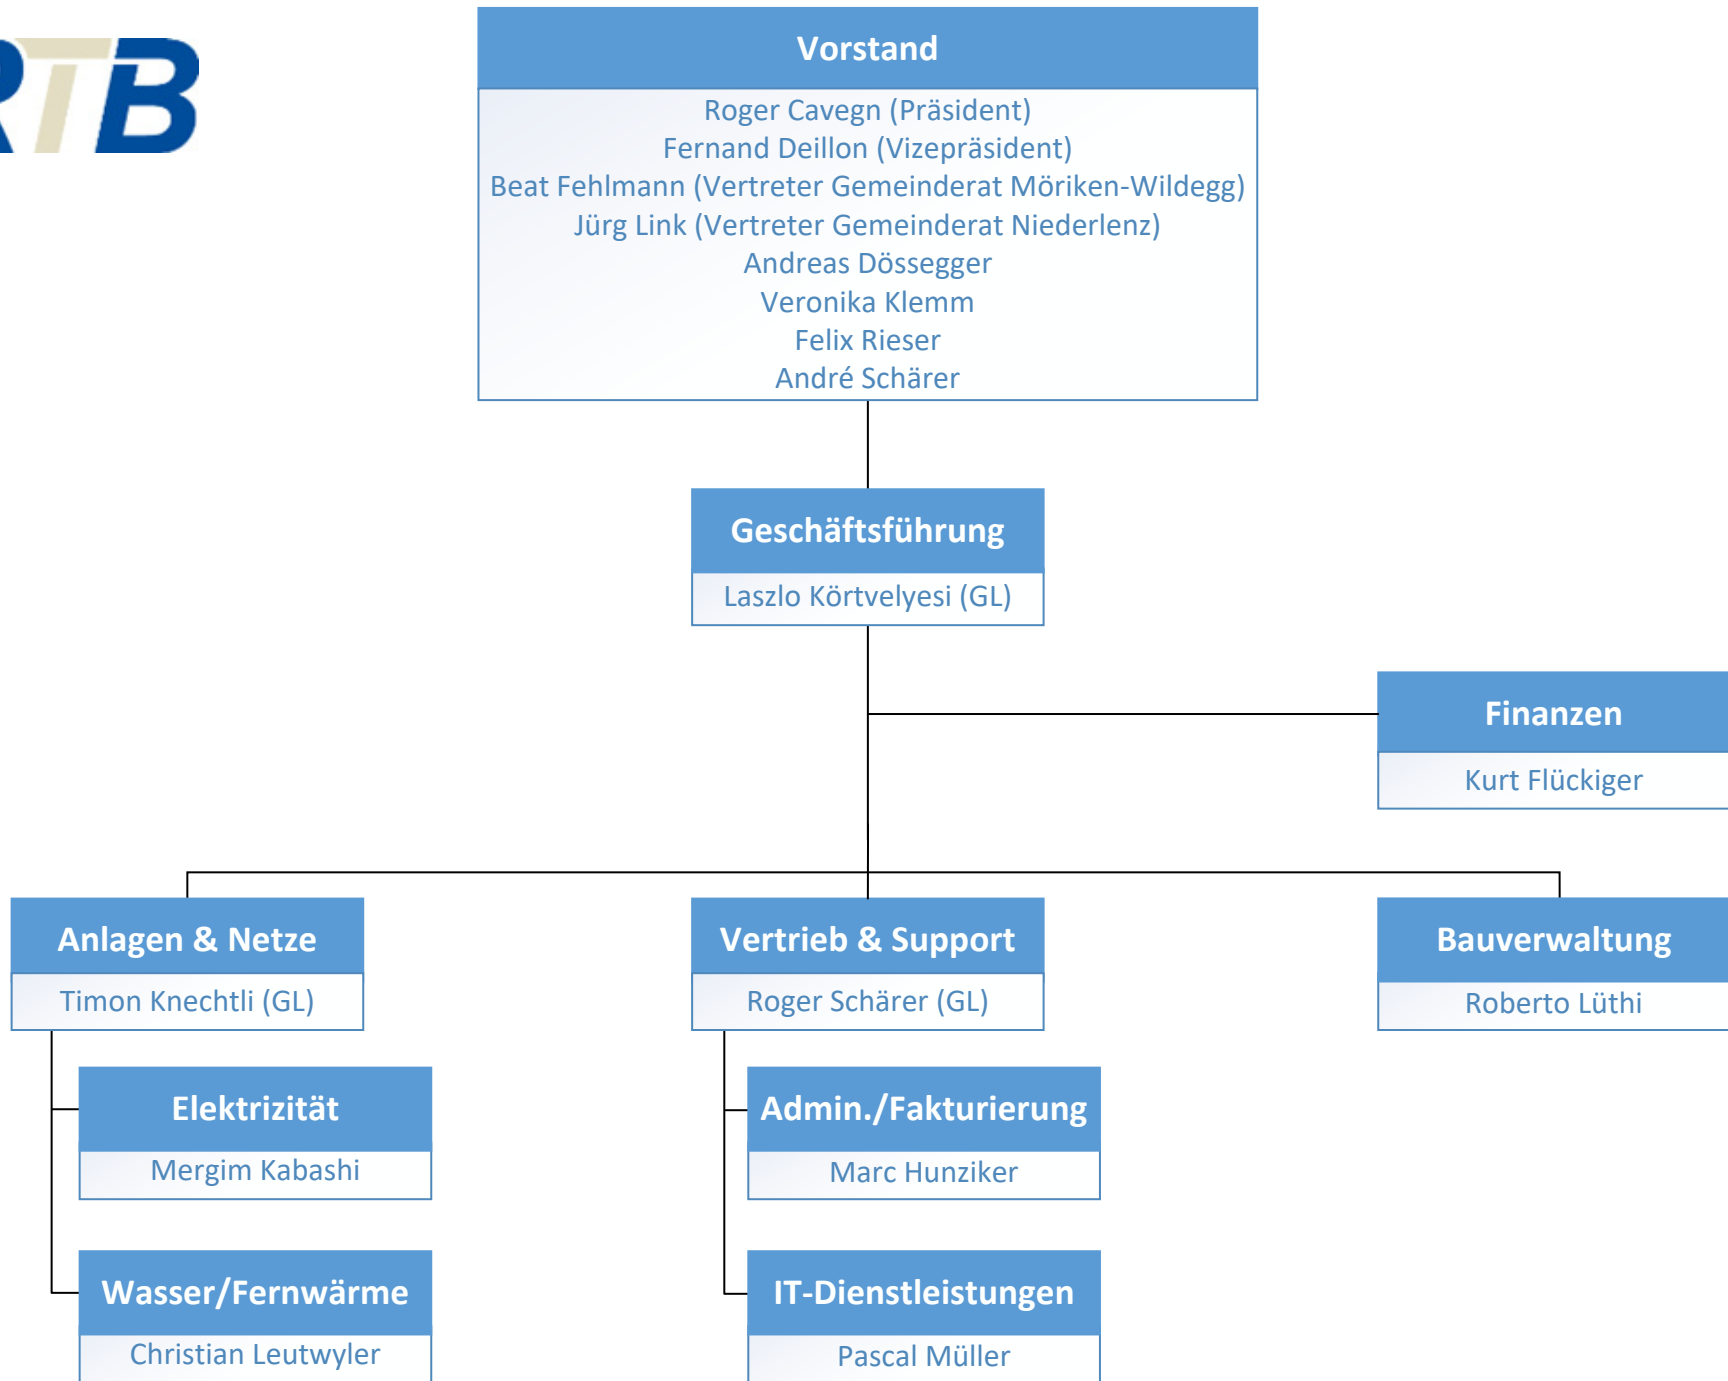 RTB
Vorstand
Roger Cavegn (Präsident)
Fernand Deillon (Vizepräsident)
Beat Fehlmann (Vertreter Gemeinderat Möriken-Wildegg)
Jürg Link (Vertreter Gemeinderat Niederlenz)
Andreas Dössegger
Veronika Klemm
Felix Rieser
André Schärer
Geschäftsführung
Laszlo Körtvelyesi (GL)
Finanzen
Kurt Flückiger
Anlagen & Netze
Timon Knechtli (GL)
Vertrieb & Support
Roger Schärer (GL)
Bauverwaltung
Roberto Lüthi
Elektrizität
Mergim Kabashi
Admin./Fakturierung
Marc Hunziker
Wasser/Fernwärme
Christian Leutwyler
IT-Dienstleistungen
Pascal Müller